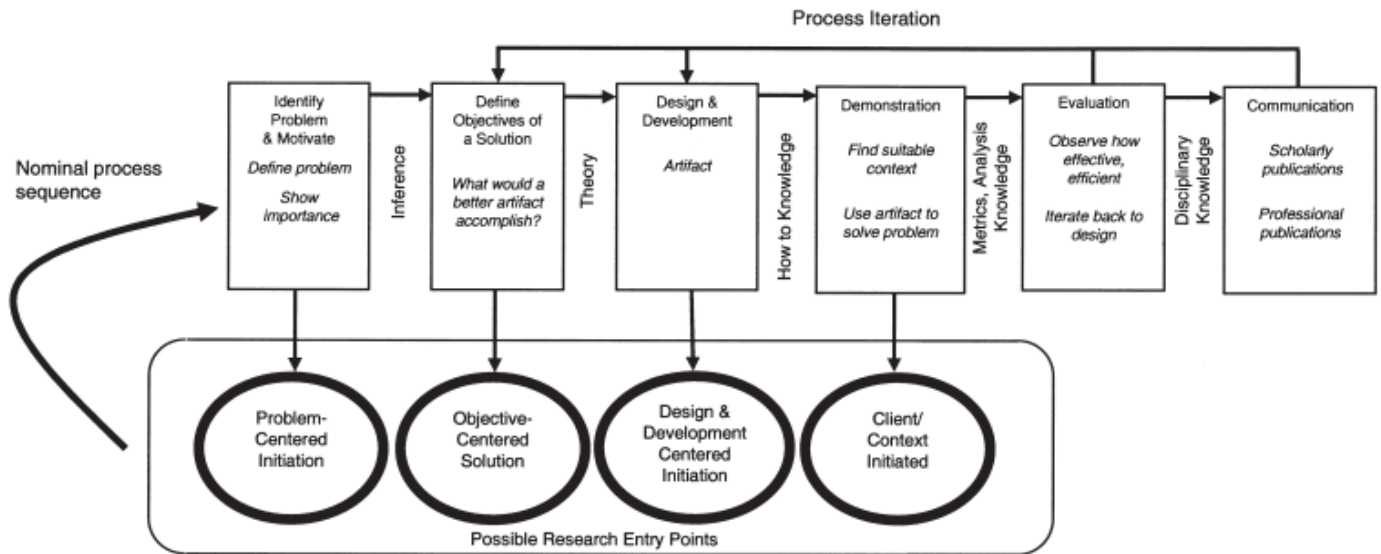 Process Iteration
Nominal process
sequence
Identify
Problem
& Motivate
Define problem
Show
importance
Inference
Define
Objectives of
a Solution
What would a
better artifact
accomplish?
Theory
Design &
Development
Artifact
How to Knowledge
Demonstration
Find suitable
context
Use artifact to
solve problem
Metrics, Analysis
Knowledge
Evaluation
Observe how
effective,
efficient
Iterate back to
design
Disciplinary
Knowledge
Communication
Scholarly
publications
Professional
publications
Problem-
Centered
Initiation
Objective-
Centered
Solution
Design &
Development
Centered
Initiation
Client/
Context
Initiated
Possible Research Entry Points